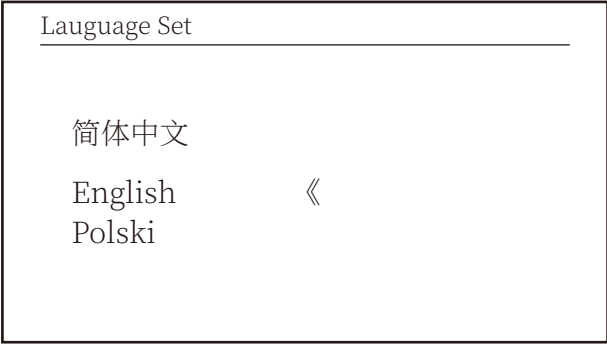 Lauguage Set
简体中文
English 《
Polski